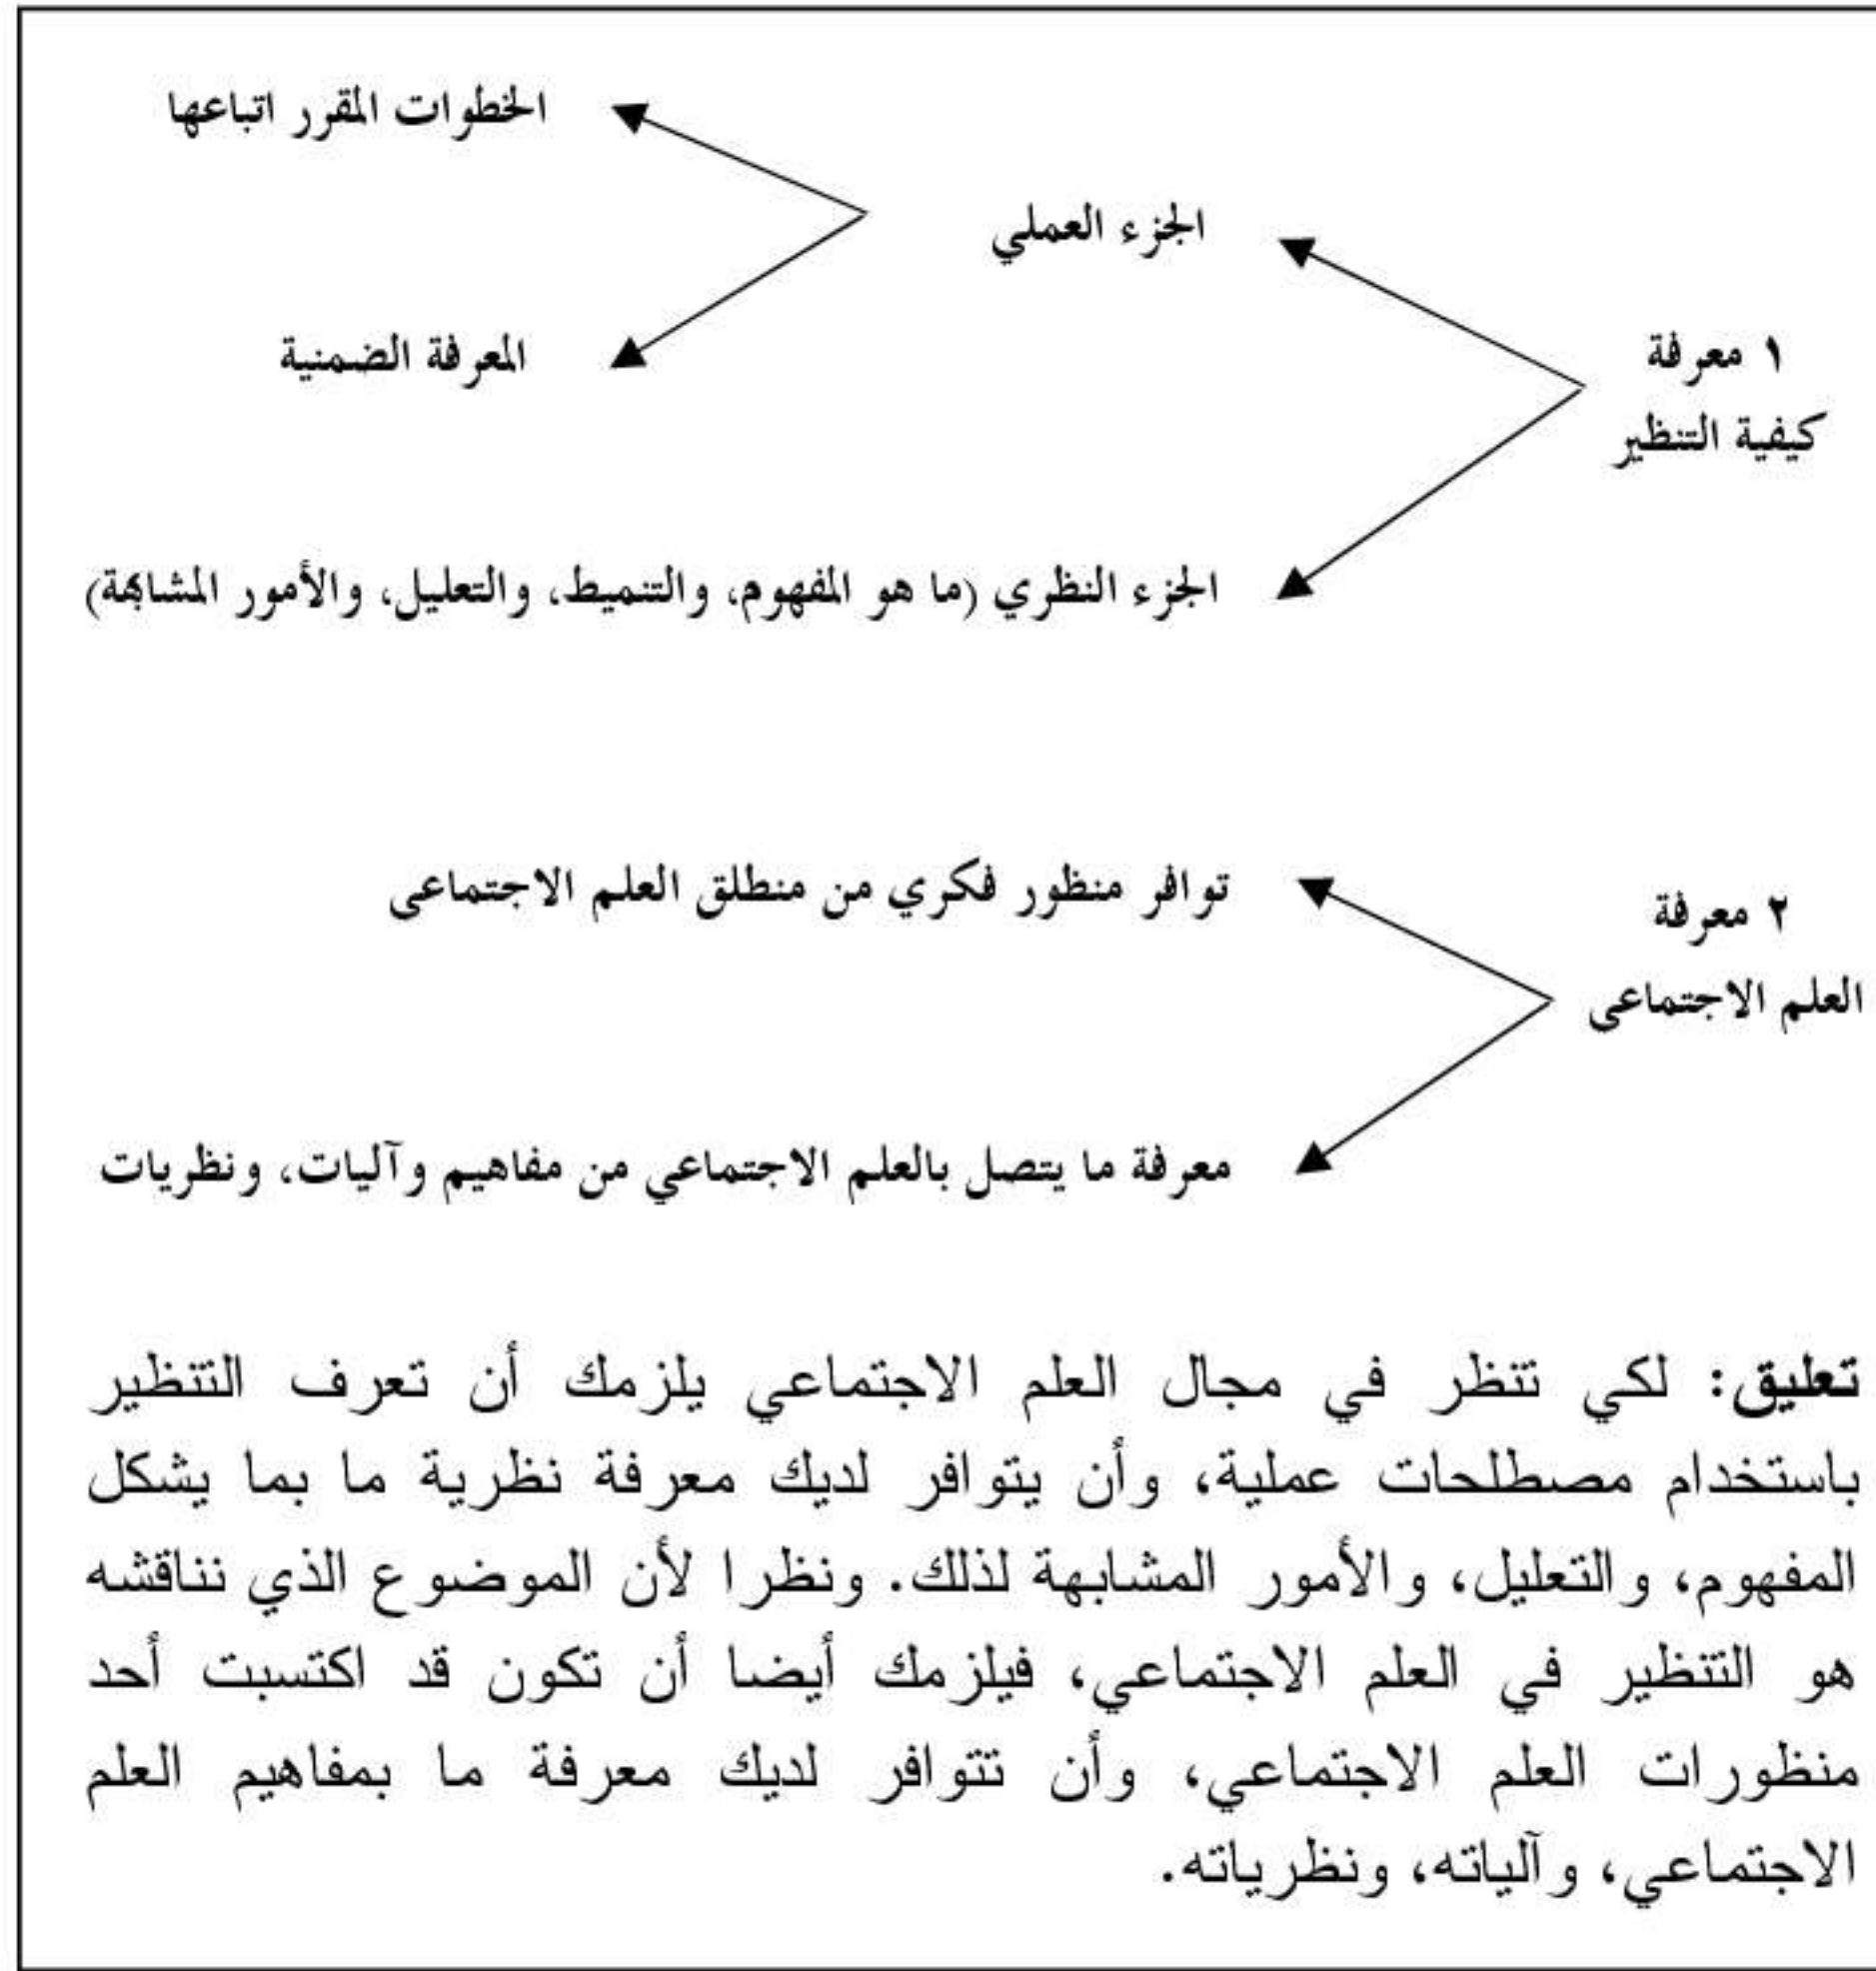 الخطوات المقرر اتباعها
الجزء العملي
المعرفة الضمنية
١ معرفة
كيفية التنظير
الجزء النظري (ما هو المفهوم، والتنميط، والتعليل، والأمور المشابهة)
توافر منظور فكري من منطلق العلم الاجتماعى
٢ معرفة
العلم الاجتماعى
معرفة ما يتصل بالعلم الاجتماعي من مفاهيم وآليات، ونظريات
تعليق: لكي تنظر في مجال العلم الاجتماعي يلزمك أن تعرف التنظير
باستخدام مصطلحات عملية، وأن يتوافر لديك معرفة نظرية ما بما يشكل
المفهوم، والتعليل، والأمور المشابهة لذلك. ونظرا لأن الموضوع الذي نناقشه
هو التنظير في العلم الاجتماعي، فيلزمك أيضا أن تكون قد اكتسبت أحد
منظورات العلم الاجتماعي، وأن تتوافر لديك معرفة ما بمفاهيم العلم
الاجتماعي، وآلياته، ونظرياته.